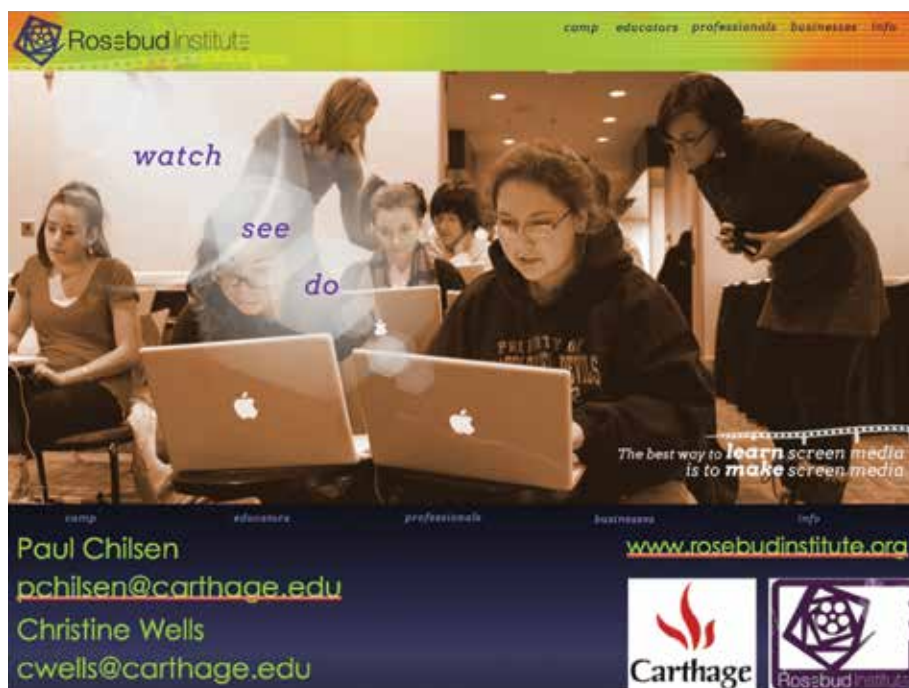 Rosebud Institute
camp educators professionals businesses info
watch
see
do
PROPERTY OF
The best way to learn screen media
is to make screen media
camp educators professionals businesses info
Paul Chilsen
www.rosebudinstitute.org
pchilsen@carthage.edu
Christine Wells
cwells@carthage.edu
Carthage
Rosebud Institute